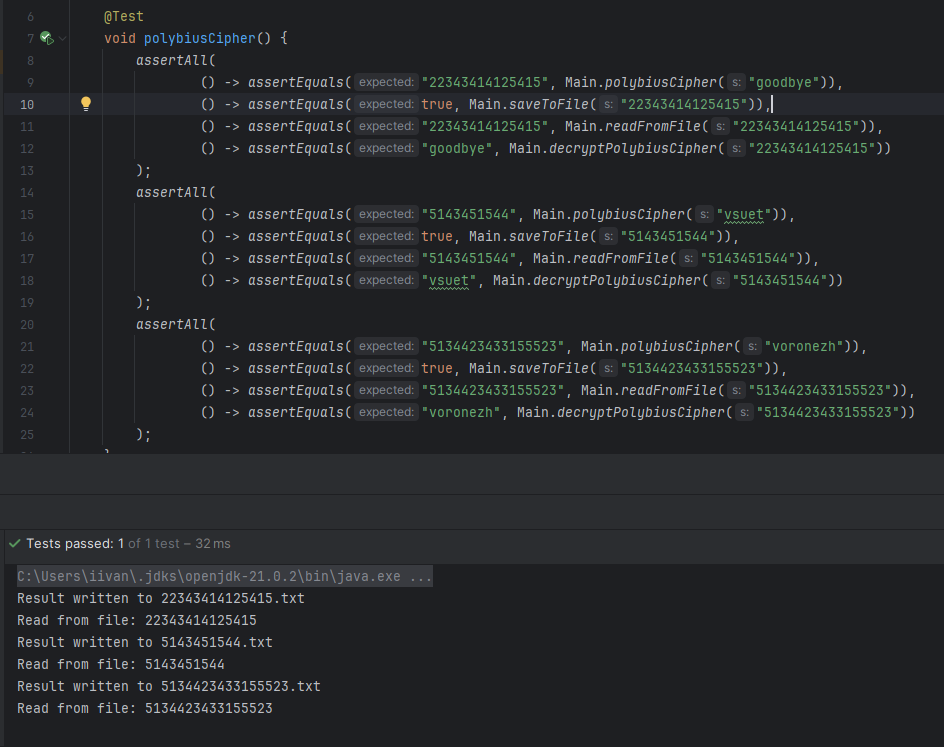 6 @Test
7 void polybiusCipher() {
8 assertAll(
9 () -> assertEquals( expected: "22343414125415", Main.polybiusCipher( s: "goodbye")),
10 () -> assertEquals( expected: true, Main.saveToFile( s: "22343414125415")),
11 () -> assertEquals( expected: "22343414125415", Main.readFromFile( s: "22343414125415")),
12 () -> assertEquals( expected: "goodbye", Main.decryptPolybiusCipher( s: "22343414125415"))
13 );
14 assertAll(
15 () -> assertEquals( expected: "5143451544", Main.polybiusCipher( s: "vsuet")),
16 () -> assertEquals( expected: true, Main.saveToFile( s: "5143451544")),
17 () -> assertEquals( expected: "5143451544", Main.readFromFile( s: "5143451544")),
18 () -> assertEquals( expected: "vsuet", Main.decryptPolybiusCipher( s: "5143451544"))
19 );
20 assertAll(
21 () -> assertEquals( expected: "5134423433155523", Main.polybiusCipher( s: "voronezh")),
22 () -> assertEquals( expected: true, Main.saveToFile( s: "5134423433155523")),
23 () -> assertEquals( expected: "5134423433155523", Main.readFromFile( s: "5134423433155523")),
24 () -> assertEquals( expected: "voronezh", Main.decryptPolybiusCipher( s: "5134423433155523"))
25 );
Tests passed: 1 of 1 test – 32 ms
C:\Users\iivan\.jdks\openjdk-21.0.2\bin\java.exe ...
Result written to 22343414125415.txt
Read from file: 22343414125415
Result written to 5143451544.txt
Read from file: 5143451544
Result written to 5134423433155523.txt
Read from file: 5134423433155523